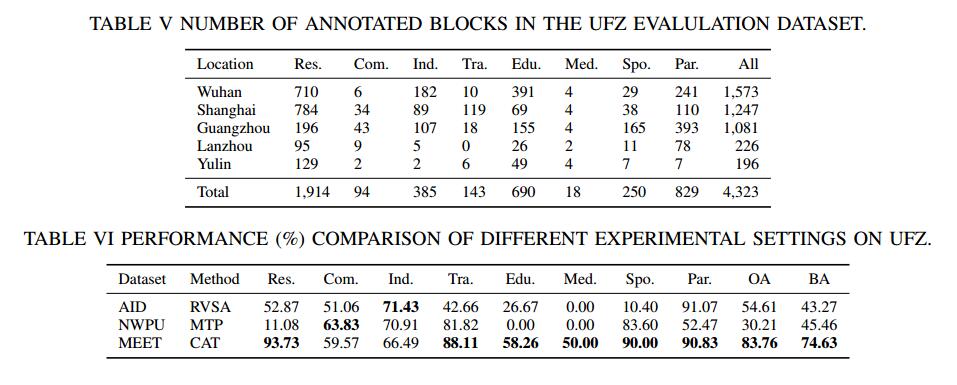 TABLE V NUMBER OF ANNOTATED BLOCKS IN THE UFZ EVALULATION DATASET.
Location Res. Com. Ind. Tra. Edu. Med. Spo. Par. All
Wuhan 710 6 182 10 391 4 29 241 1,573
Shanghai 784 34 89 119 69 4 38 110 1,247
Guangzhou 196 43 107 18 155 4 165 393 1,081
Lanzhou 95 9 5 0 26 2 11 78 226
Yulin 129 2 2 6 49 4 7 7 196
Total 1,914 94 385 143 690 18 250 829 4,323
TABLE VI PERFORMANCE (%) COMPARISON OF DIFFERENT EXPERIMENTAL SETTINGS ON UFZ.
Dataset Method Res. Com. Ind. Tra. Edu. Med. Spo. Par. OA BA
AID RVSA 52.87 51.06 71.43 42.66 26.67 0.00 10.40 91.07 54.61 43.27
NWPU MTP 11.08 63.83 70.91 81.82 0.00 0.00 83.60 52.47 30.21 45.46
MEET CAT 93.73 59.57 66.49 88.11 58.26 50.00 90.00 90.83 83.76 74.63